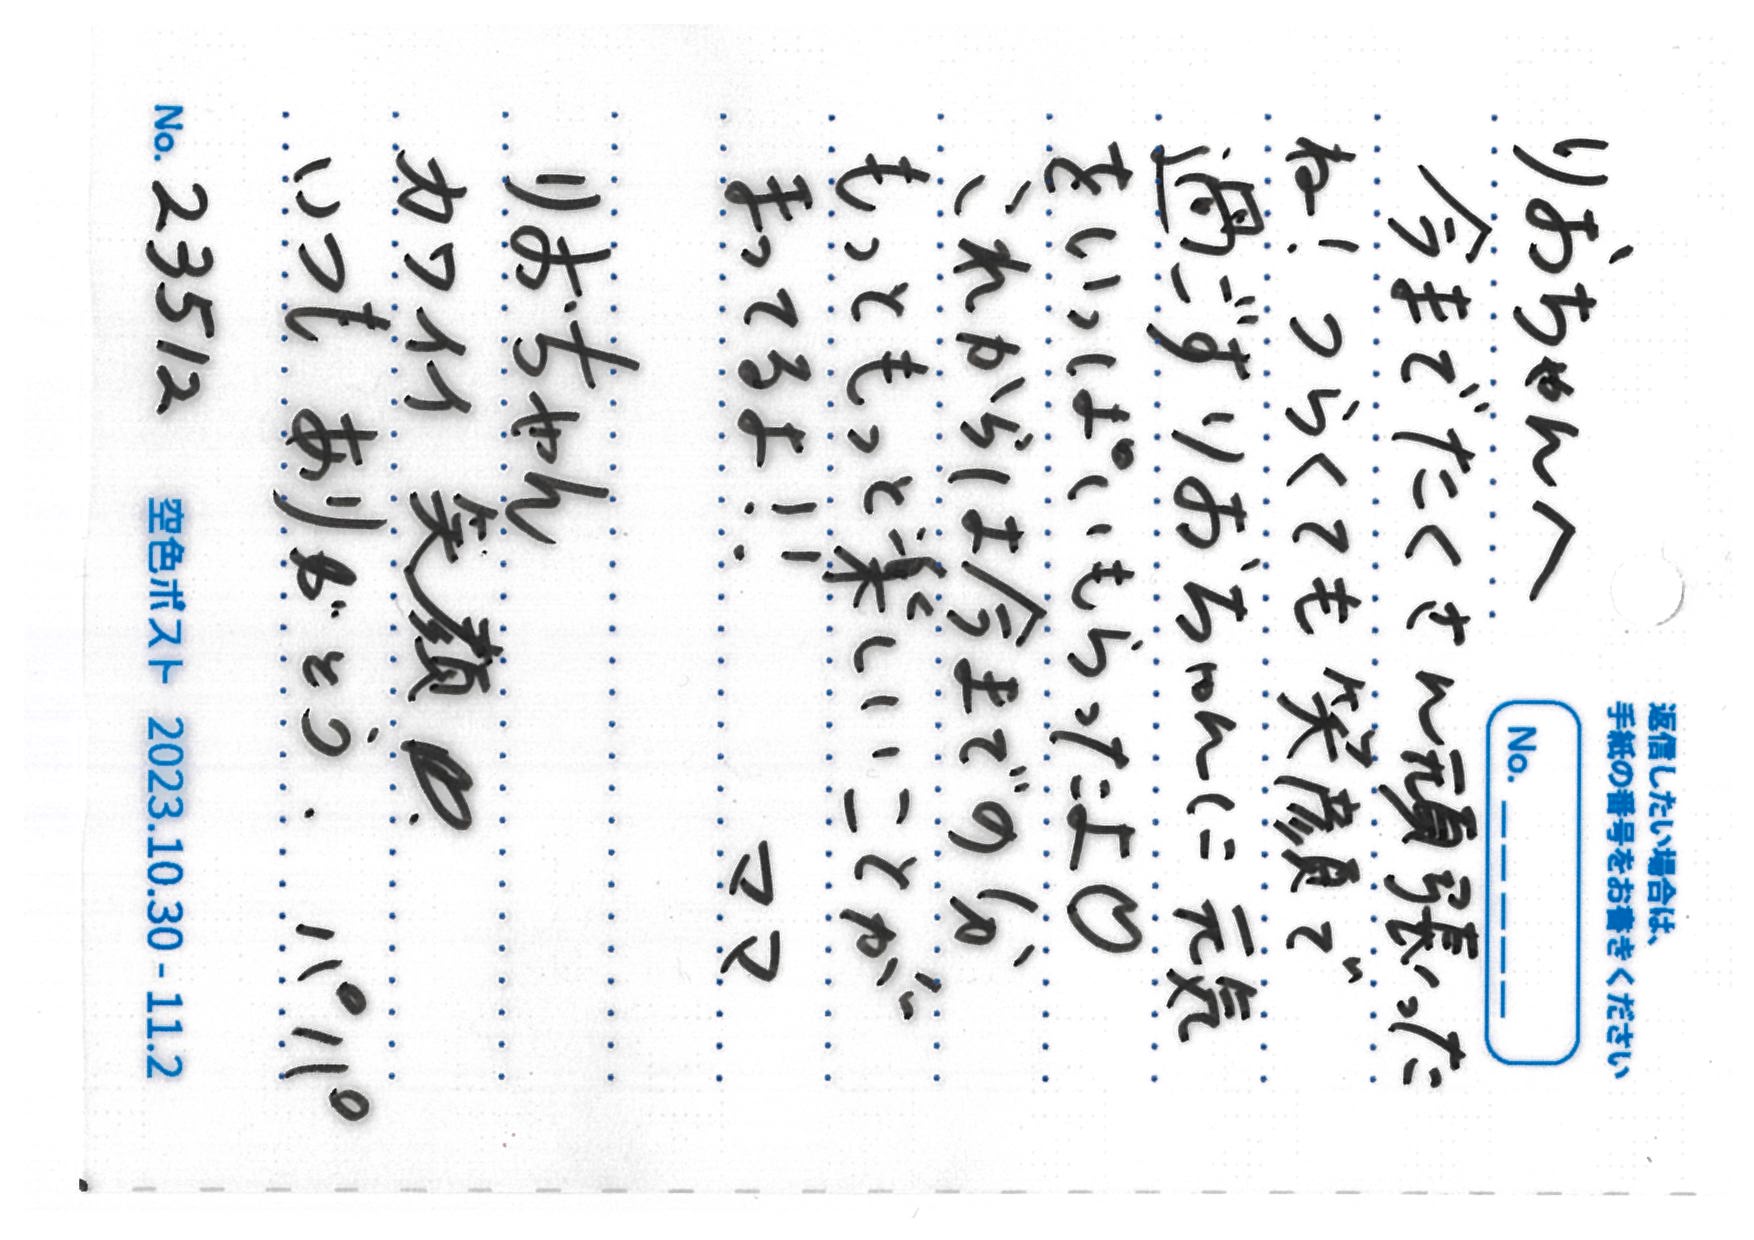 返信したい場合は、
手紙の番号をお書きください
No. _ _ _ _ _
りおちゃんへ
今までたくさん頑張った
ね！つらくても笑顔で
過ごすりおちゃんに元気
をいっぱいもらったよ♡
これからは今までの分
もっともっと楽しいことが
まってるよ！！ ママ
りおちゃん
カワイイ 笑顔♡.
いつも ありがとう. パパ
No. 23512 空色ポスト 2023.10.30 - 11.2